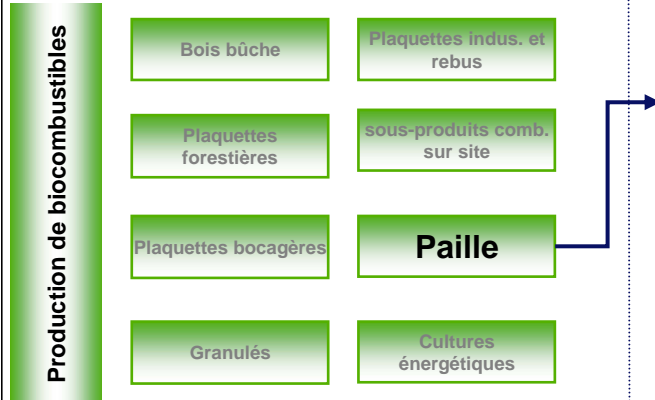 Production de biocombustibles
Bois bûche
Plaquettes indus. et
rebus
Plaquettes
forestières
sous-produits comb.
sur site
Plaquettes bocagères
Paille
Granulés
Cultures
énergétiques